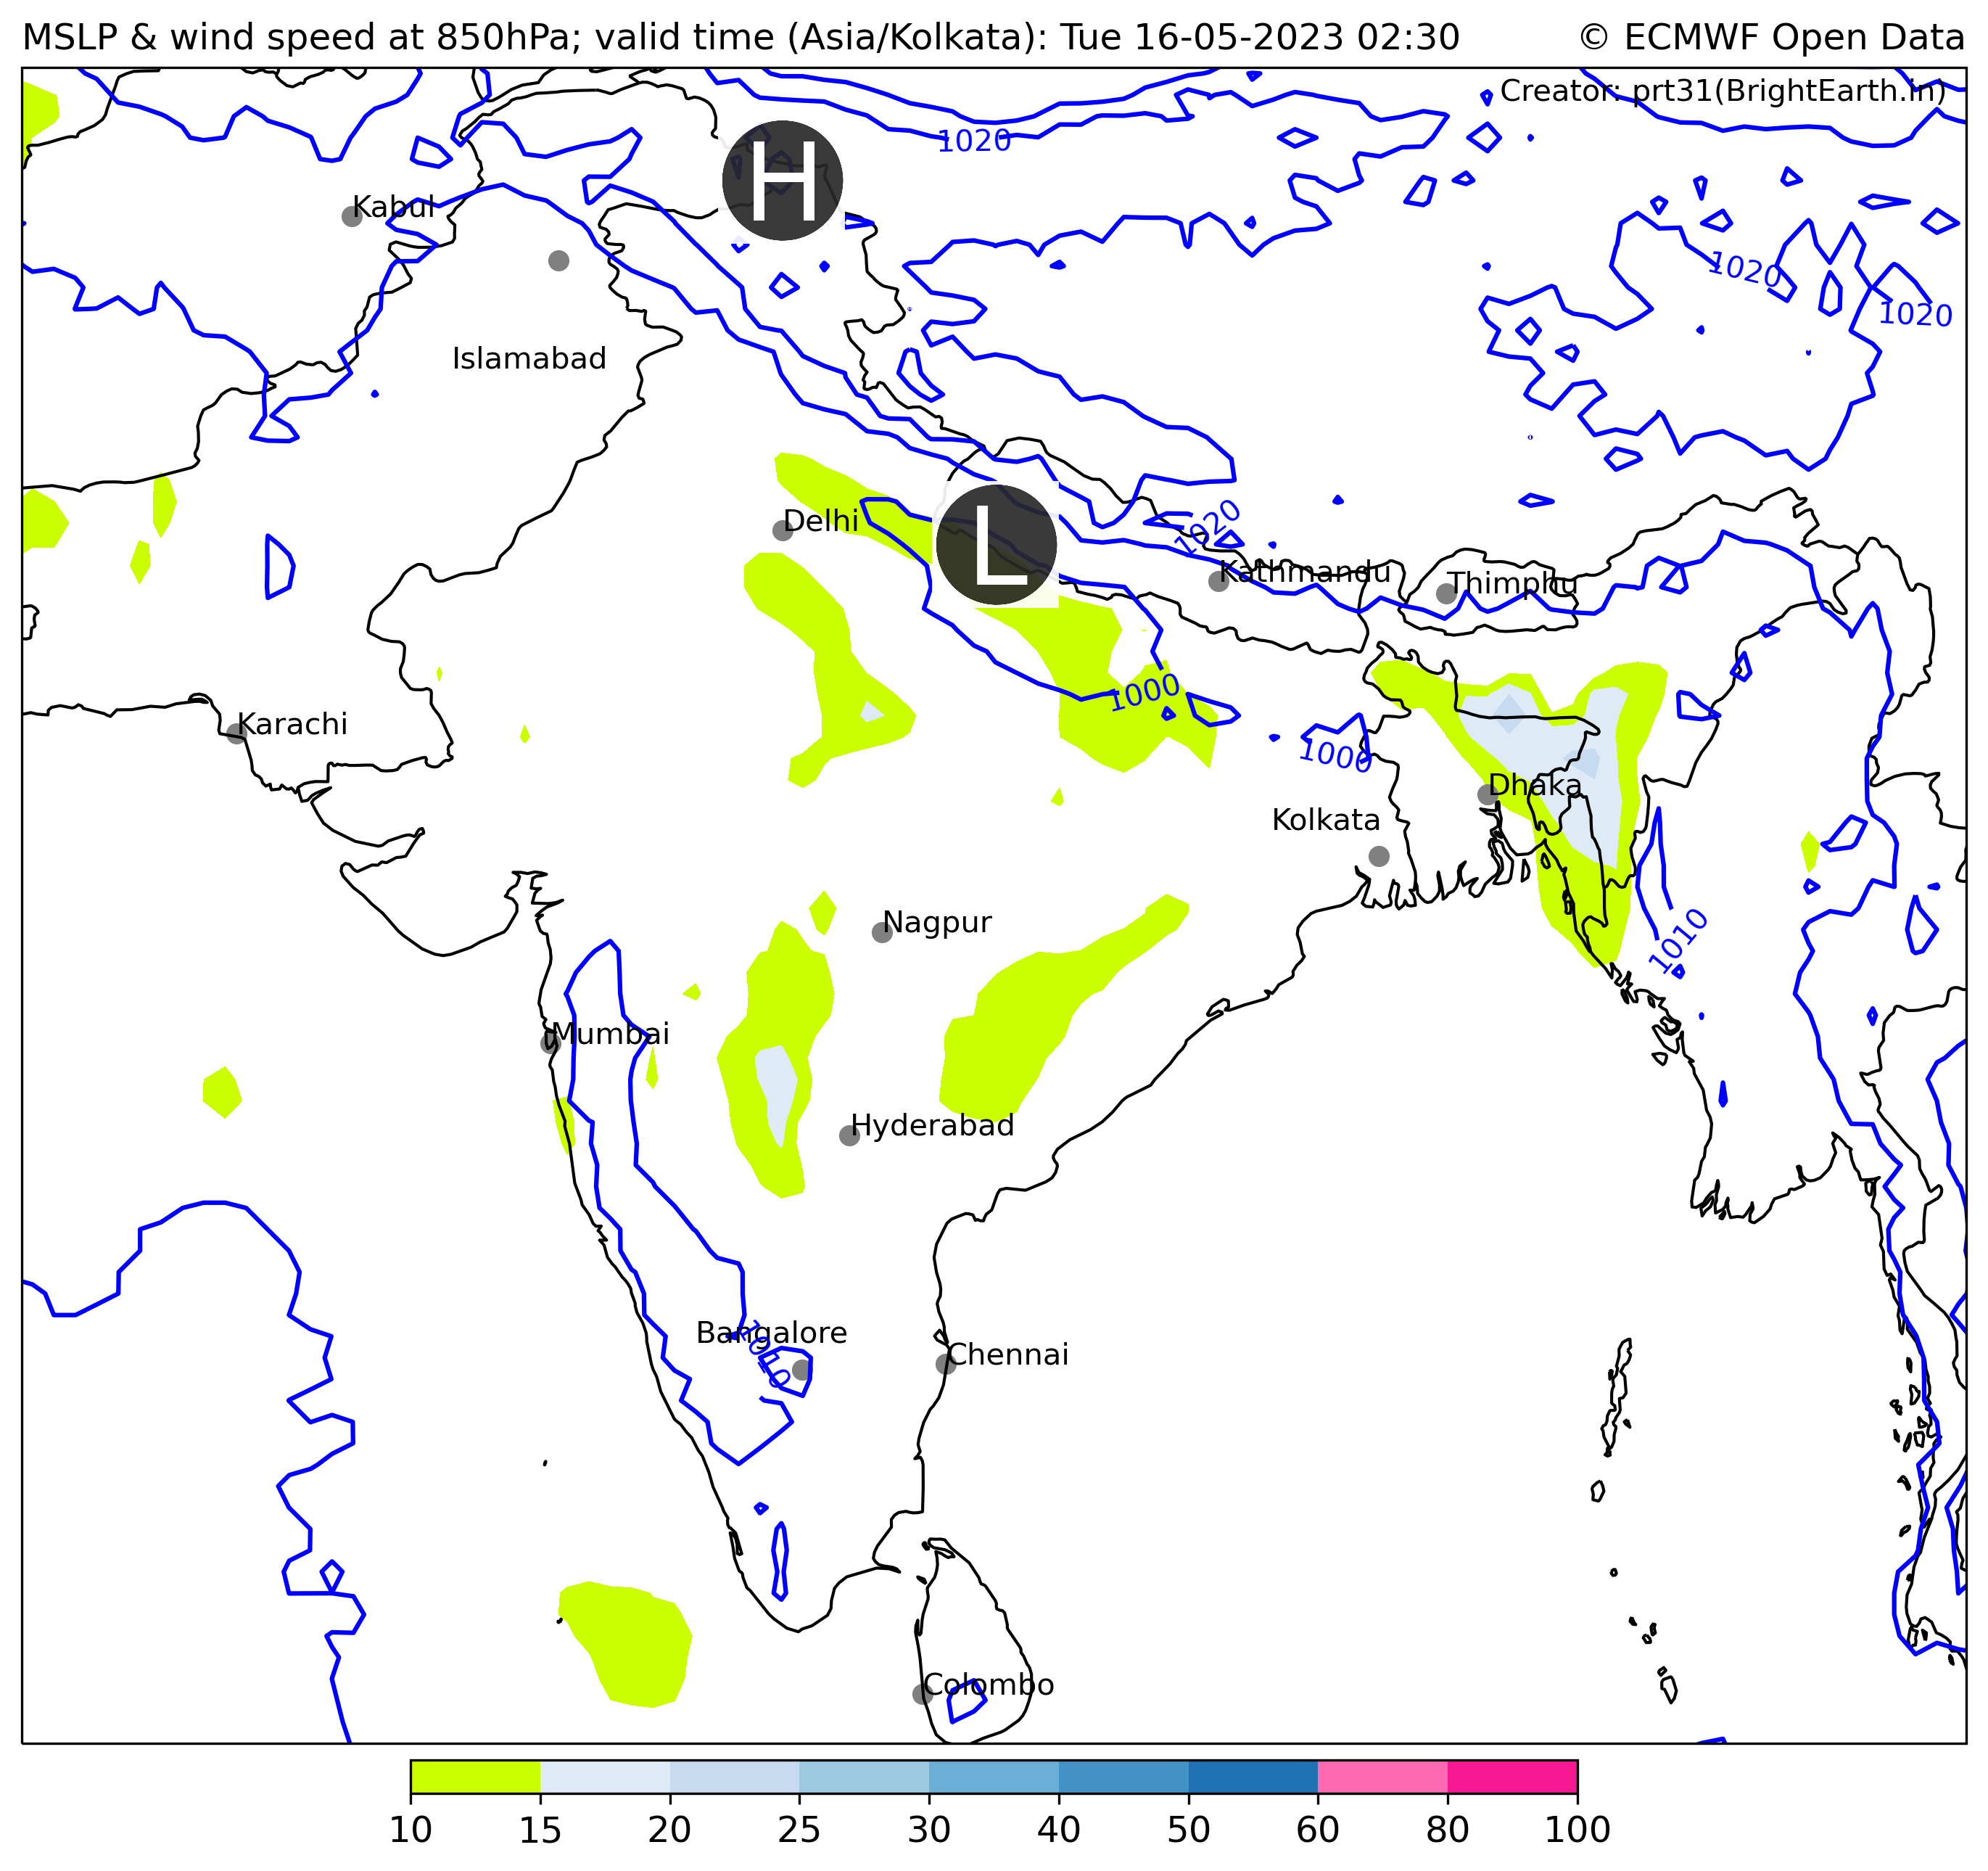 MSLP & wind speed at 850hPa; valid time (Asia/Kolkata): Tue 16-05-2023 02:30
© ECMWF Open Data
Creator: prt31(BrightEarth.in)
1020
H
Kabul
1020
1020
Islamabad
Delhi
L
1020
Kathmandu
Thimphu
1000
Karachi
1000
Dhaka
Kolkata
Nagpur
1010
Mumbai
Hyderabad
Bangalore
1010
Chennai
Colombo
10 15 20 25 30 40 50 60 80 100